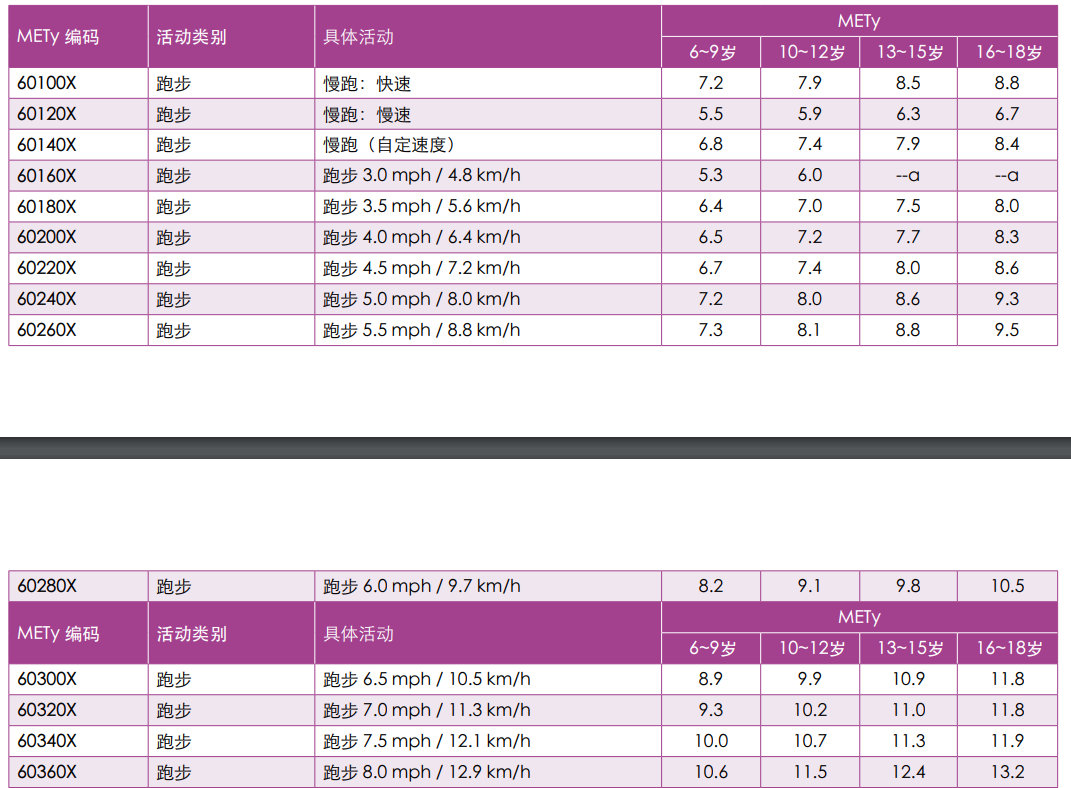 METy 编码 活动类别 具体活动 METy
6~9岁 10~12岁 13~15岁 16~18岁
60100X 跑步 慢跑：快速 7.2 7.9 8.5 8.8
60120X 跑步 慢跑：慢速 5.5 5.9 6.3 6.7
60140X 跑步 慢跑（自定速度） 6.8 7.4 7.9 8.4
60160X 跑步 跑步 3.0 mph / 4.8 km/h 5.3 6.0 --a --a
60180X 跑步 跑步 3.5 mph / 5.6 km/h 6.4 7.0 7.5 8.0
60200X 跑步 跑步 4.0 mph / 6.4 km/h 6.5 7.2 7.7 8.3
60220X 跑步 跑步 4.5 mph / 7.2 km/h 6.7 7.4 8.0 8.6
60240X 跑步 跑步 5.0 mph / 8.0 km/h 7.2 8.0 8.6 9.3
60260X 跑步 跑步 5.5 mph / 8.8 km/h 7.3 8.1 8.8 9.5
60280X 跑步 跑步 6.0 mph / 9.7 km/h 8.2 9.1 9.8 10.5
METy 编码 活动类别 具体活动 METy
6~9岁 10~12岁 13~15岁 16~18岁
60300X 跑步 跑步 6.5 mph / 10.5 km/h 8.9 9.9 10.9 11.8
60320X 跑步 跑步 7.0 mph / 11.3 km/h 9.3 10.2 11.0 11.8
60340X 跑步 跑步 7.5 mph / 12.1 km/h 10.0 10.7 11.3 11.9
60360X 跑步 跑步 8.0 mph / 12.9 km/h 10.6 11.5 12.4 13.2